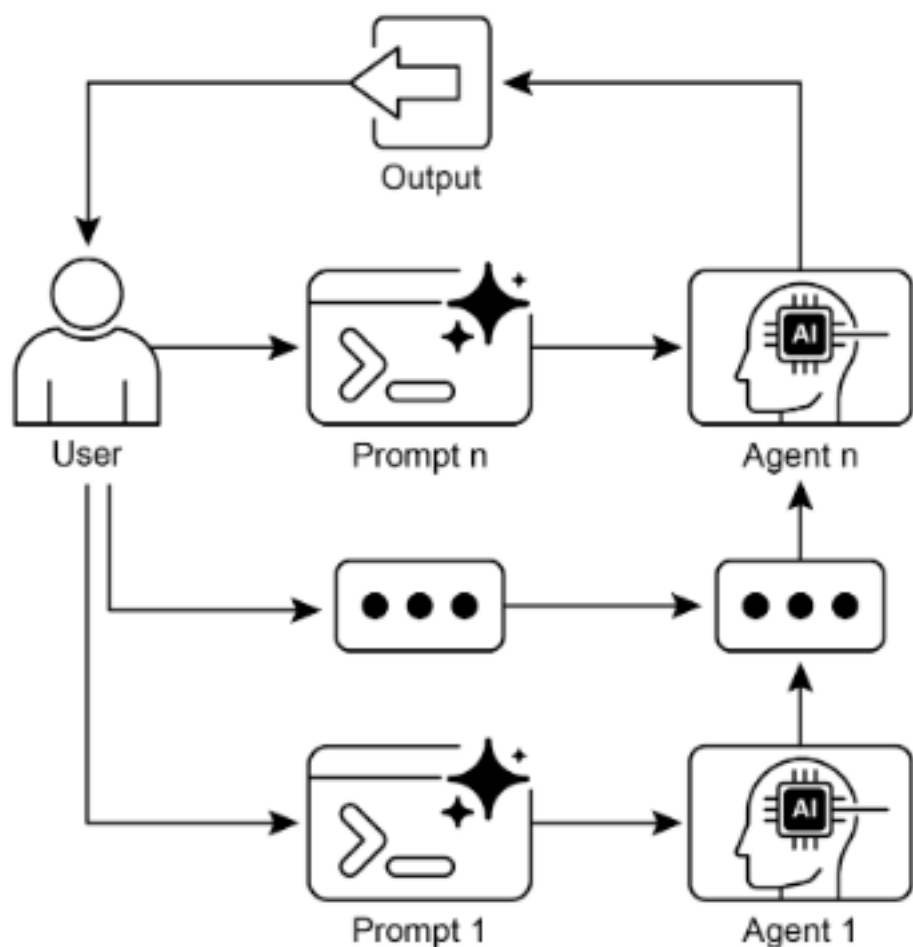 Output
AI
User
Prompt n
Agent n
AI
Prompt 1
Agent 1